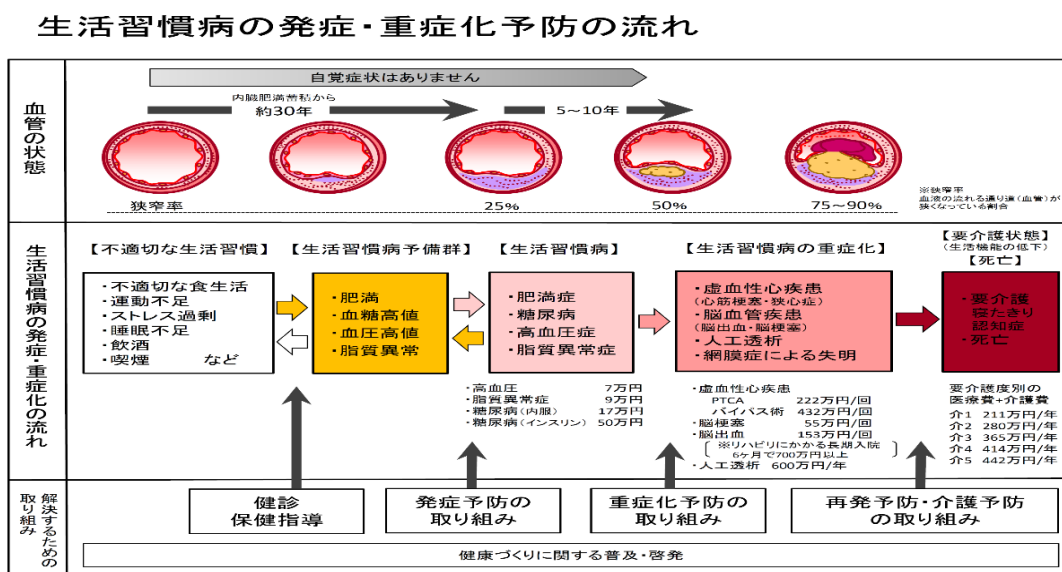 生活習慣病の発症・重症化予防の流れ
血管の状態
自覚症状はありません
内臓肥満蓄積から
約30年
5～10年
狭窄率
25%
50%
75～90%
※狭窄率
血液の流れる通り道(血管)が
狭くなっている割合
生活習慣病の発症・重症化の流れ
【不適切な生活習慣】
・不適切な食生活
・運動不足
・ストレス過剰
・睡眠不足
・飲酒
・喫煙 など
【生活習慣病予備群】
・肥満
・血糖高値
・血圧高値
・脂質異常
【生活習慣病】
・肥満症
・糖尿病
・高血圧症
・脂質異常症
・高血圧 7万円
・脂質異常症 9万円
・糖尿病(内服) 17万円
・糖尿病(インスリン) 50万円
【生活習慣病の重症化】
・虚血性心疾患
(心筋梗塞・狭心症)
・脳血管疾患
(脳出血・脳梗塞)
・人工透析
・網膜症による失明
・虚血性心疾患
PTCA 222万円/回
バイパス術 432万円/回
・脳梗塞 55万円/回
・脳出血 153万円/回
※リハビリにかかる長期入院
6ヶ月で700万円以上
・人工透析 600万円/年
【要介護状態】
(生活機能の低下)
【死亡】
・要介護
寝たきり
認知症
・死亡
要介護度別の
医療費+介護費
介1 211万円/年
介2 280万円/年
介3 365万円/年
介4 414万円/年
介5 442万円/年
解決するための
取り組み
健診
保健指導
発症予防の
取り組み
重症化予防の
取り組み
再発予防・介護予防
の取り組み
健康づくりに関する普及・啓発